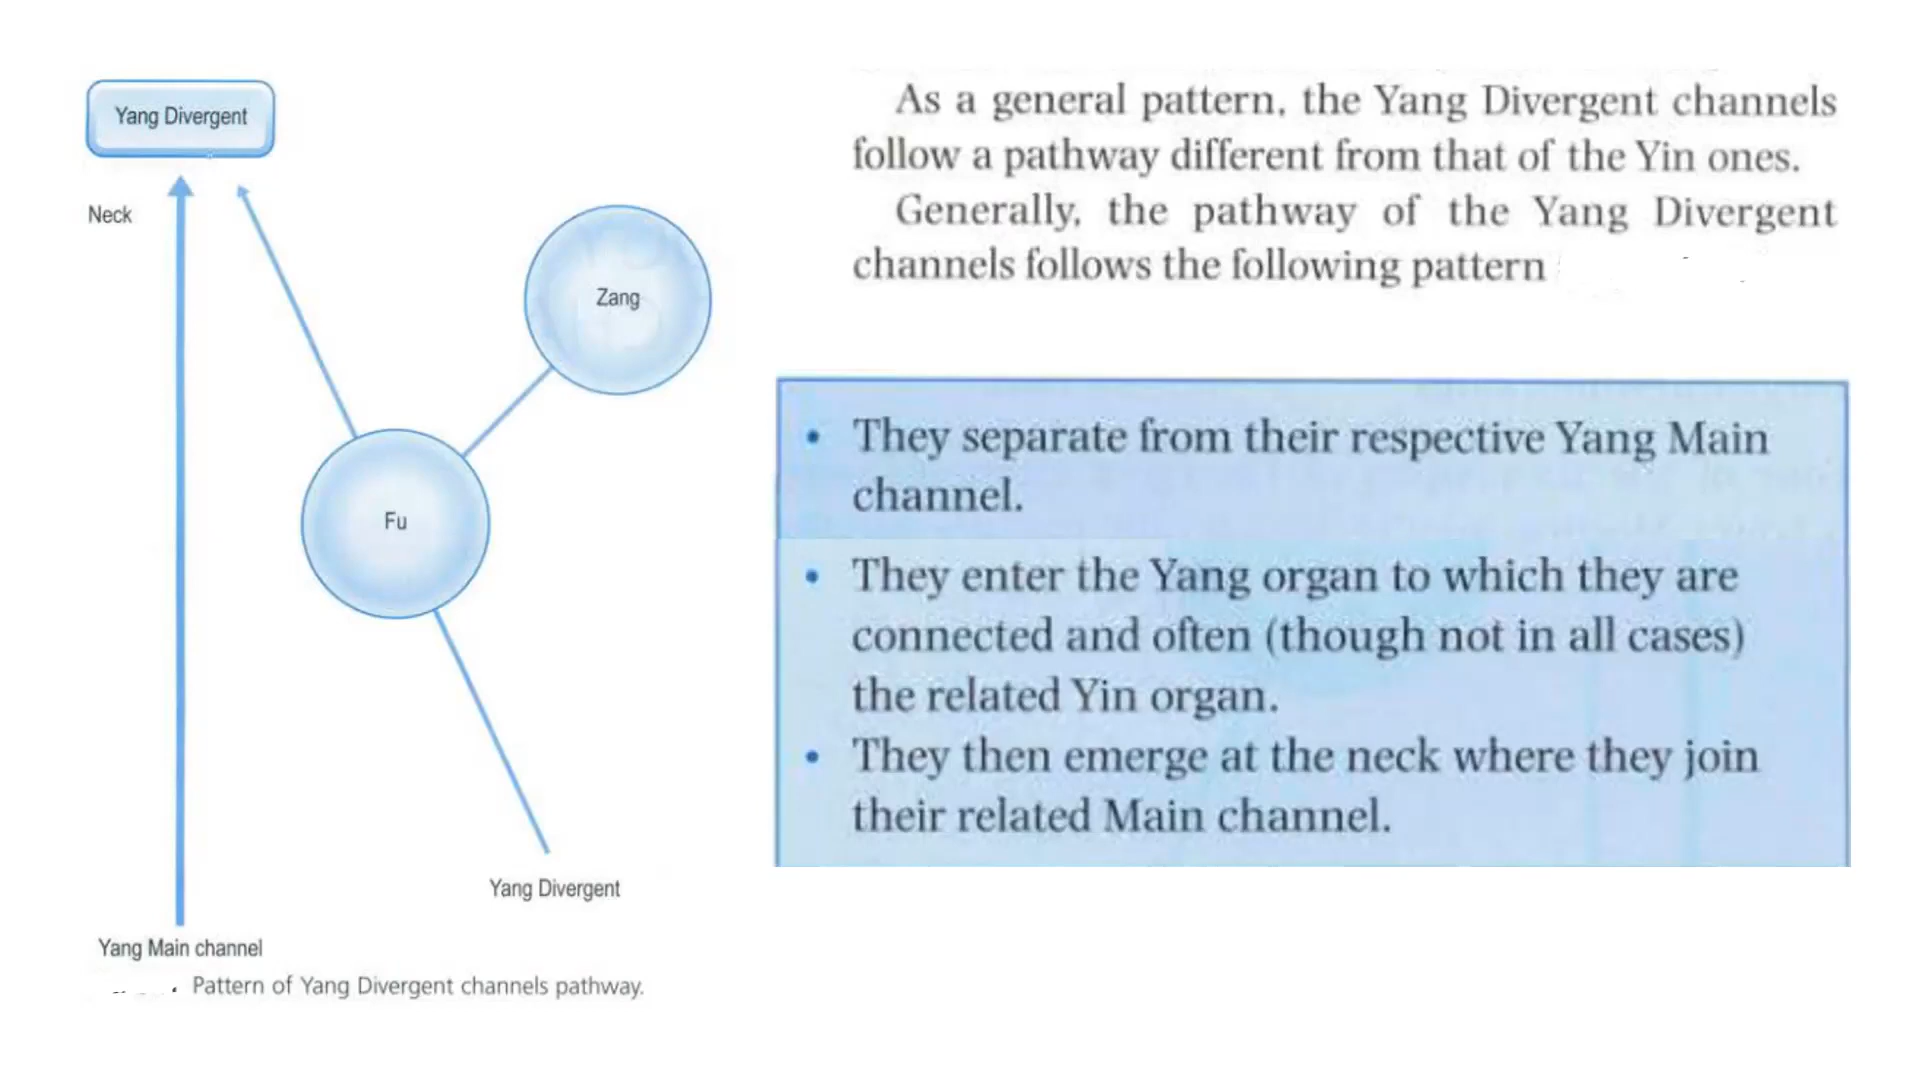 Yang Divergent
Neck
Zang
Fu
Yang Divergent
Yang Main channel
Pattern of Yang Divergent channels pathway.
As a general pattern, the Yang Divergent channels
follow a pathway different from that of the Yin ones.
Generally, the pathway of the Yang Divergent
channels follows the following pattern
• They separate from their respective Yang Main
channel.
• They enter the Yang organ to which they are
connected and often (though not in all cases)
the related Yin organ.
• They then emerge at the neck where they join
their related Main channel.